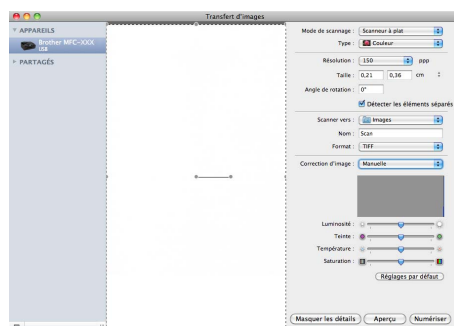 Transfert d'images
APPAREILS
Brother MFC-XXX
USB
PARTAGÉS
Mode de scannage : Scanneur à plat
Type : Couleur
Résolution : 150 ppp
Taille : 0,21 0,36 cm
Angle de rotation : 0°
Détecter les éléments séparés
Scanner vers : Images
Nom : Scan
Format : TIFF
Correction d'image : Manuelle
Luminosité :
Teinte :
Température :
Saturation :
Réglages par défaut
Masquer les détails Aperçu Numériser